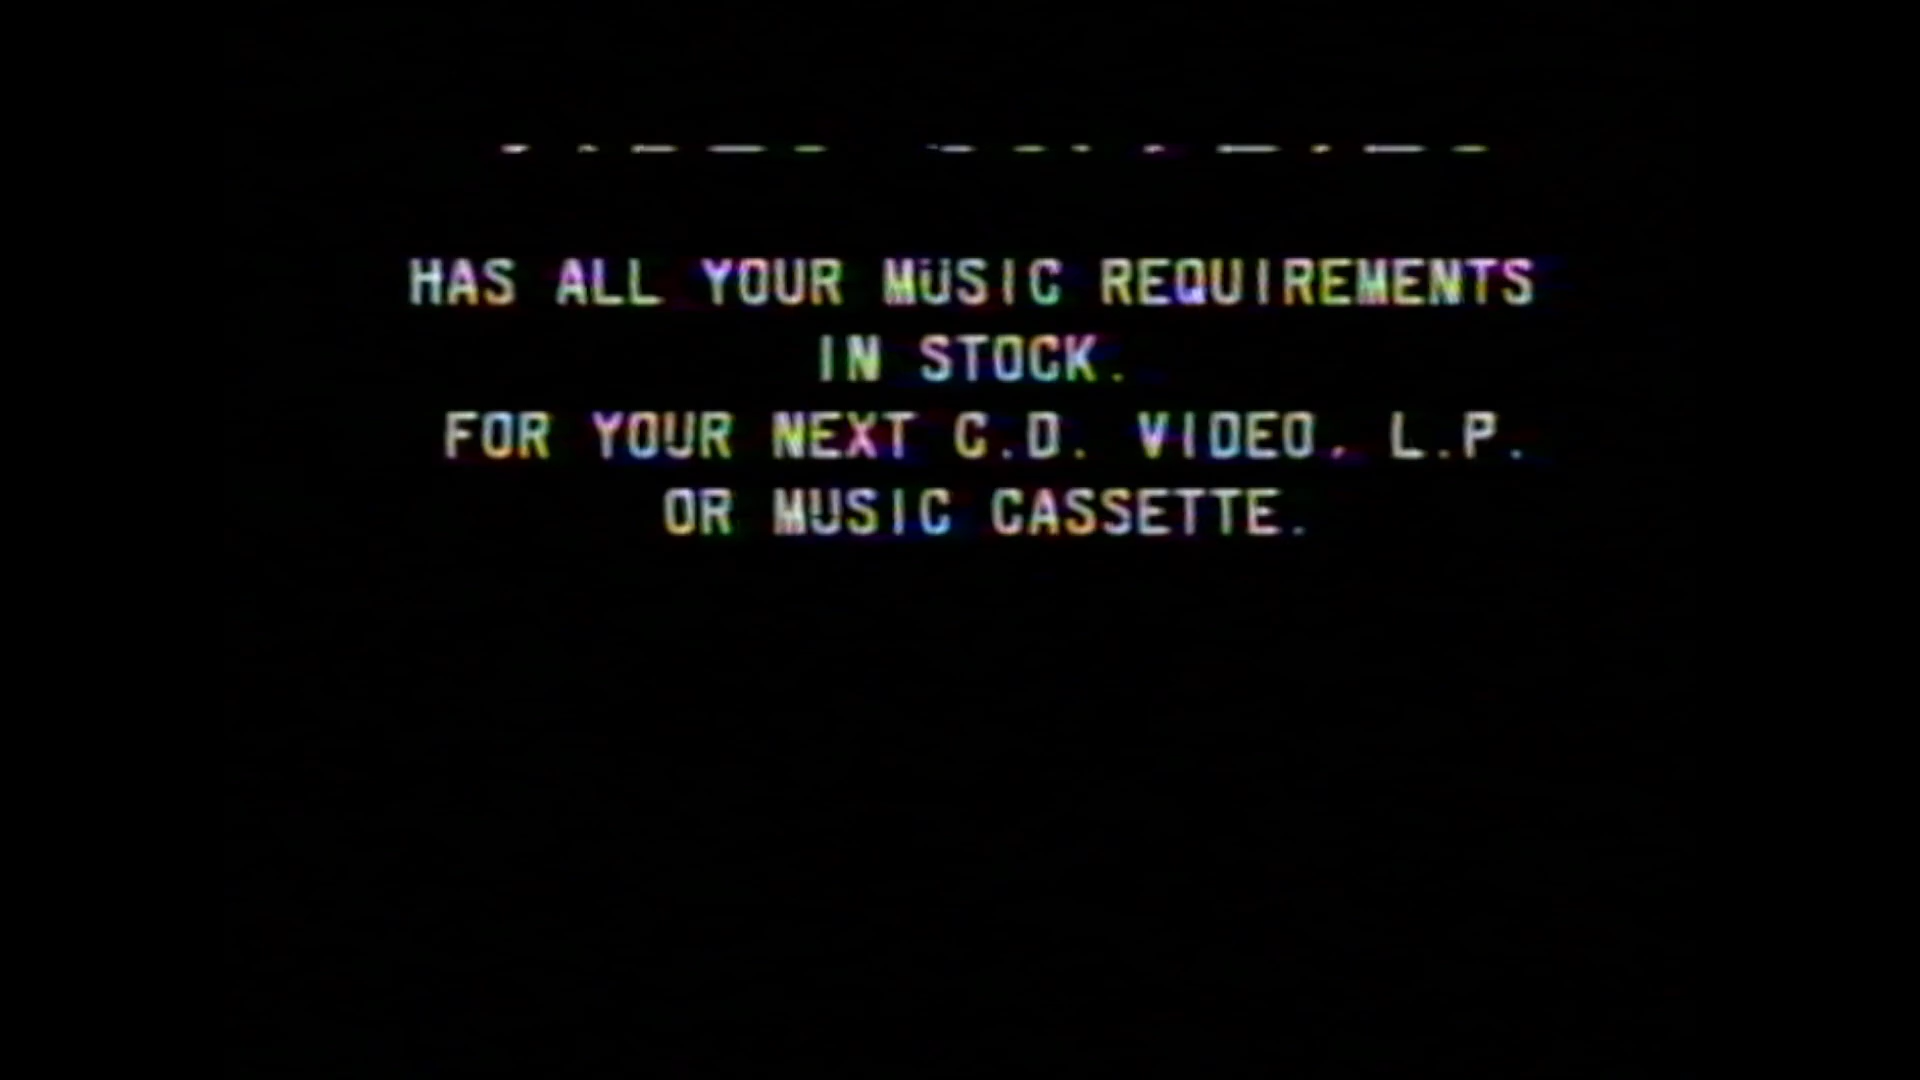 HAS ALL YOUR MUSIC REQUIREMENTS
IN STOCK.
FOR YOUR NEXT C.D. VIDEO, L.P.
OR MUSIC CASSETTE.